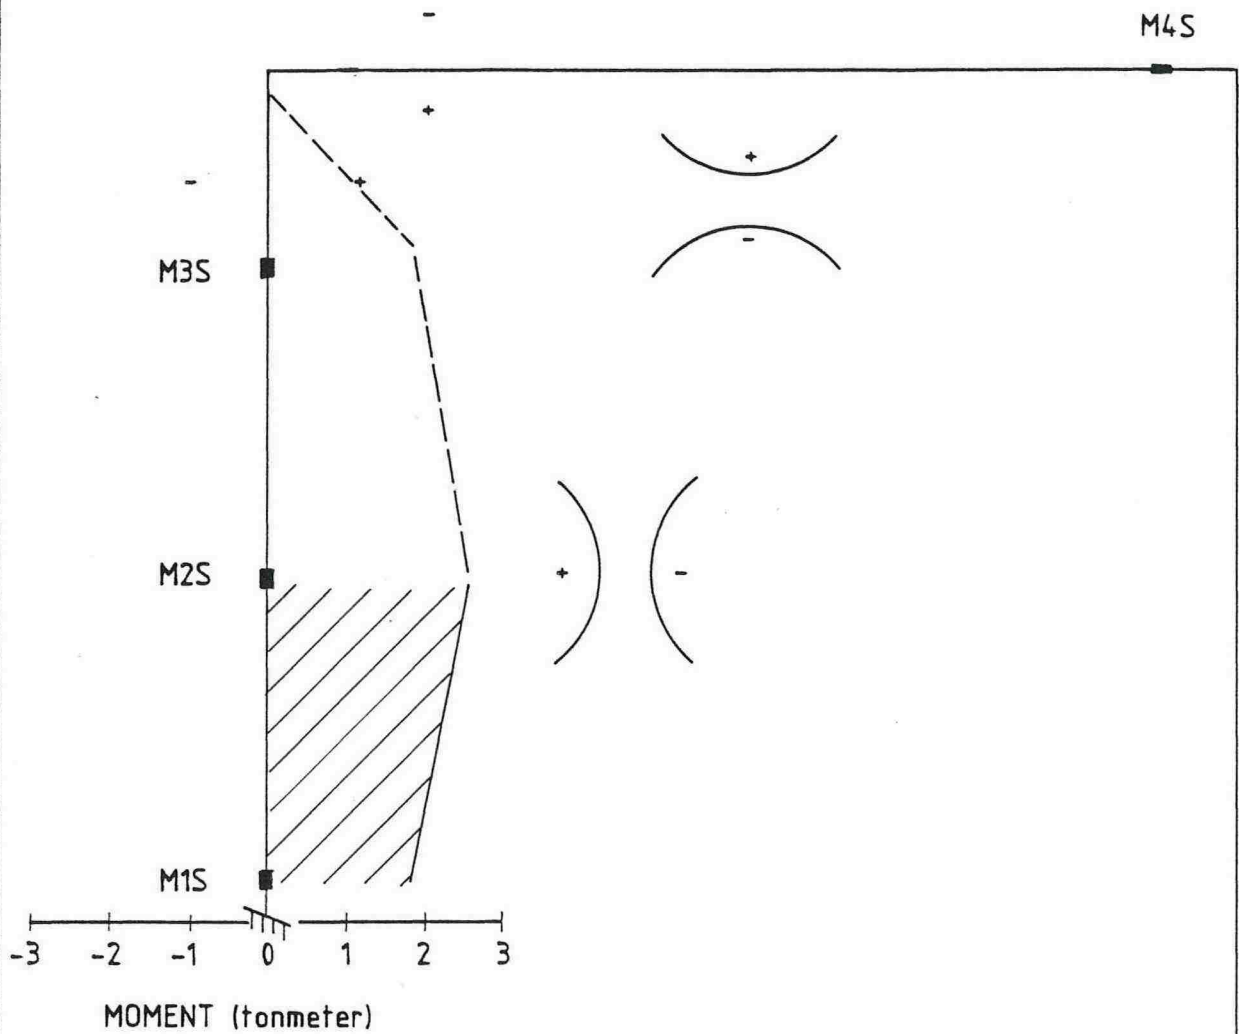 -
M4S
+
- +
+
M3S
-
M2S
+ -
M1S
-3 -2 -1 0 1 2 3
MOMENT (tonmeter)